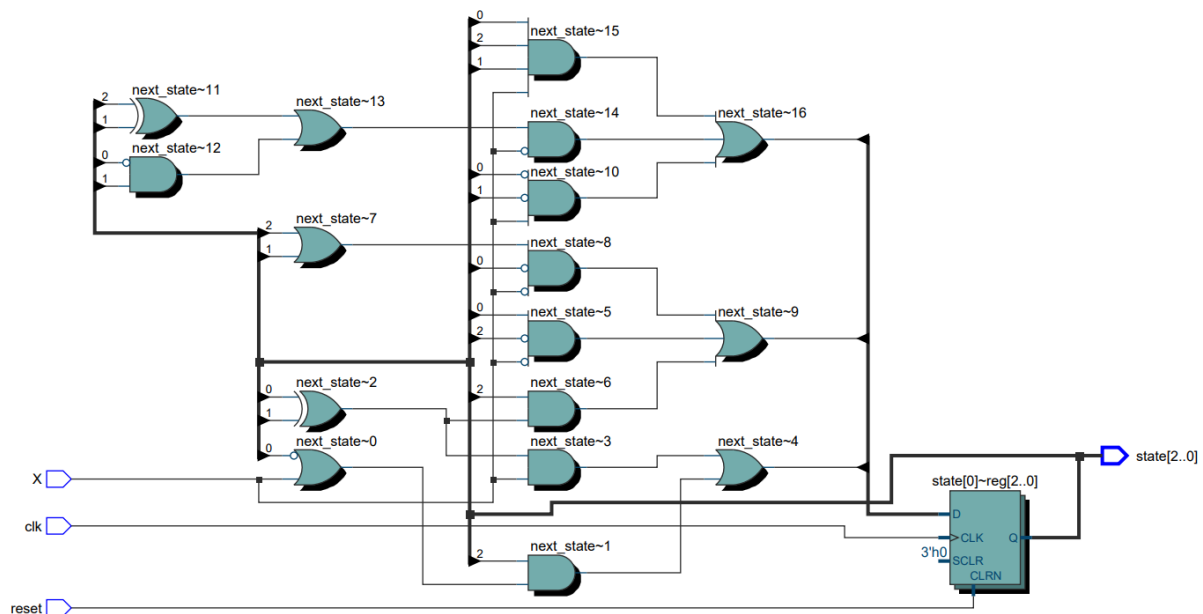 0
next_state~15
2
1
next_state~11
2
1
next_state~13
next_state~14
next_state~16
next_state~12
0
1
next_state~10
0
1
next_state~7
2
1
next_state~8
0
next_state~5
0
2
next_state~9
next_state~2
0
1
next_state~6
2
next_state~0
0
next_state~3
next_state~4
X
state[2..0]
state[0]~reg[2..0]
clk
D
CLK
Q
3'h0
SCLR
CLRN
next_state~1
2
reset